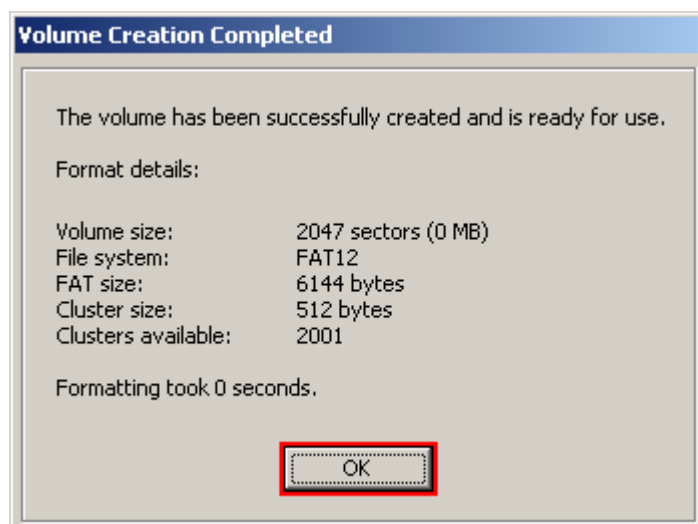 Volume Creation Completed
The volume has been successfully created and is ready for use.
Format details:
Volume size: 2047 sectors (0 MB)
File system: FAT12
FAT size: 6144 bytes
Cluster size: 512 bytes
Clusters available: 2001
Formatting took 0 seconds.
OK